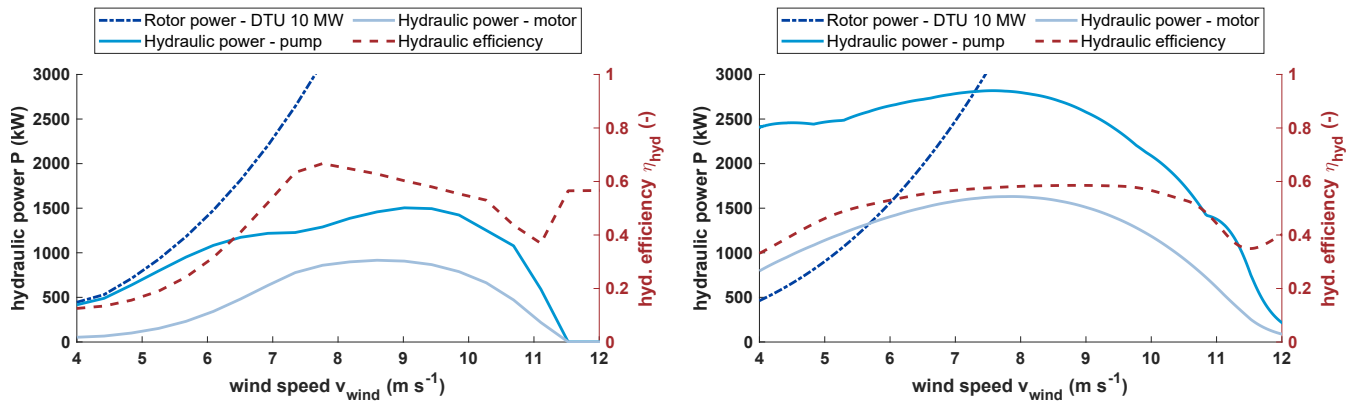 Rotor power - DTU 10 MW
Hydraulic power - motor
Hydraulic power - pump
Hydraulic efficiency
3000
2500
2000
1500
1000
500
0
hydraulic power P (kW)
1
0.8
0.6
0.4
0.2
0
hyd. efficiency η_hyd (-)
4 5 6 7 8 9 10 11 12
wind speed v_wind (m s⁻¹)
Rotor power - DTU 10 MW
Hydraulic power - motor
Hydraulic power - pump
Hydraulic efficiency
3000
2500
2000
1500
1000
500
0
hydraulic power P (kW)
1
0.8
0.6
0.4
0.2
0
hyd. efficiency η_hyd (-)
4 5 6 7 8 9 10 11 12
wind speed v_wind (m s⁻¹)